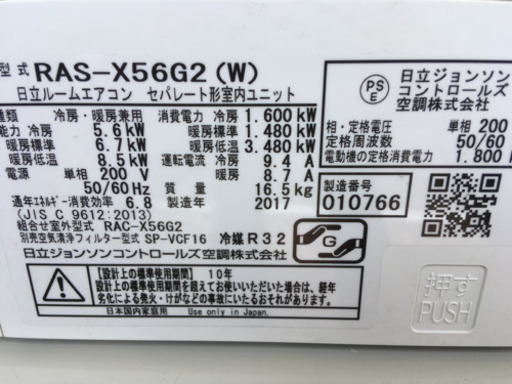 型式 RAS-X56G2(W)
日立ルームエアコン セパレート形室内ユニット
種類 冷房・暖房兼用 消費電力 冷房 1.600 kW
能力 冷房 5.6 kW 暖房標準 1.480 kW
暖房標準 6.7 kW 暖房低温 3.480 kW
暖房低温 8.5 kW 運転電流 冷房 9.4 A
電源 単相 200 V 暖房 8.7 A
50/60 Hz 質量 16.5 kg
通年エネルギー消費効率 6.8 2017
(JIS C 9612:2013)
組合せ室外型式 RAC-X56G2
別売空気清浄フィルター型式 SP-VCF16 冷媒 R32
日立ジョンソンコントロールズ空調株式会社
G
PS
E
日立ジョンソン
コントロールズ
空調株式会社
相・定格電圧 単相 200
定格周波数 50/60
電動機の定格消費電力 1.800
製造番号
010766
【設計上の標準使用期間】 10年
設計上の標準使用期間を超えてお使いいただいた場合は、経年
劣化による発火・けが等の事故に至るおそれがあります。
日本国内家庭用 Use only in Japan.
押す
PUSH